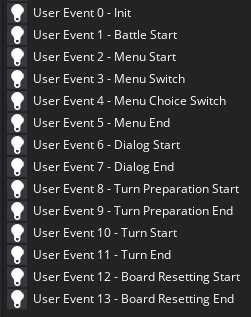 User Event 0 - Init
User Event 1 - Battle Start
User Event 2 - Menu Start
User Event 3 - Menu Switch
User Event 4 - Menu Choice Switch
User Event 5 - Menu End
User Event 6 - Dialog Start
User Event 7 - Dialog End
User Event 8 - Turn Preparation Start
User Event 9 - Turn Preparation End
User Event 10 - Turn Start
User Event 11 - Turn End
User Event 12 - Board Resetting Start
User Event 13 - Board Resetting End